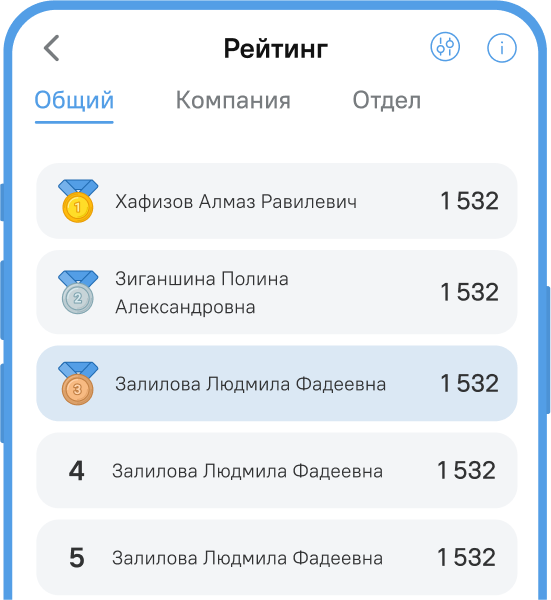 Рейтинг
i
Общий Компания Отдел
1 Хафизов Алмаз Равилевич 1 532
Зиганшина Полина
2 1 532
Александровна
3 Залилова Людмила Фадеевна 1 532
4 Залилова Людмила Фадеевна 1 532
5 Залилова Людмила Фадеевна 1 532